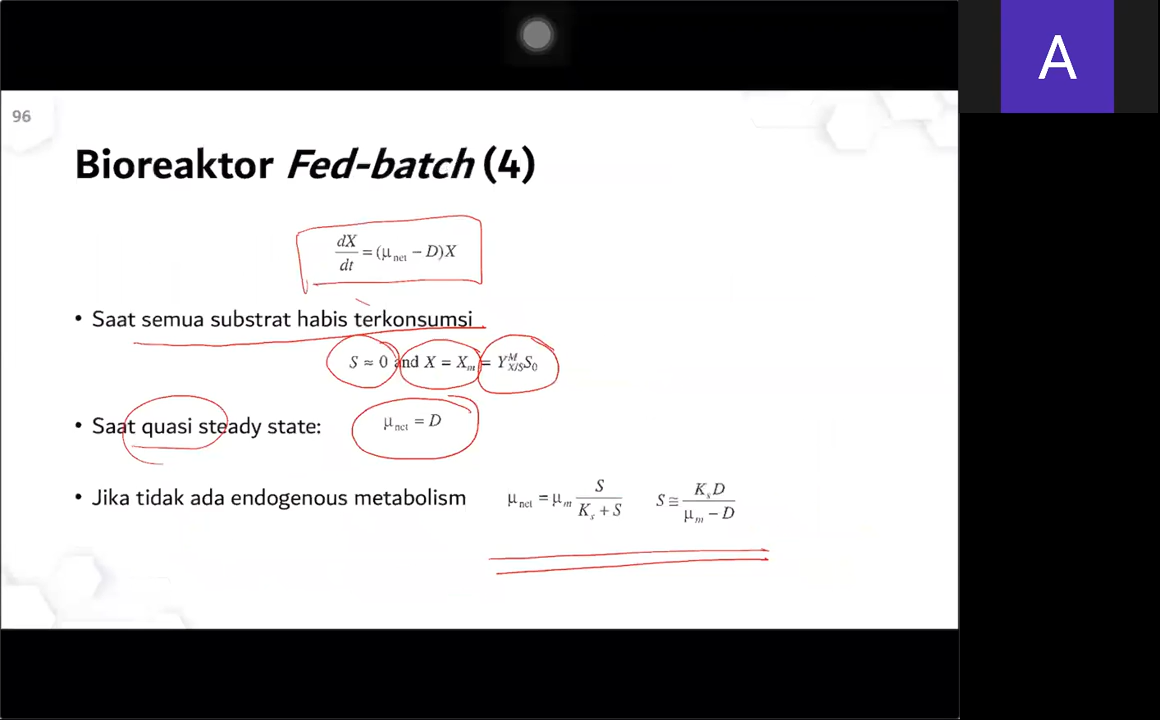 A
96
Bioreaktor Fed-batch (4)
dX/dt = (μnet − D)X
• Saat semua substrat habis terkonsumsi
S ≈ 0 and X = Xm = Y^M_X/S S0
• Saat quasi steady state: μnet = D
• Jika tidak ada endogenous metabolism μnet = μm S/(Ks + S) S ≅ KsD/(μm − D)